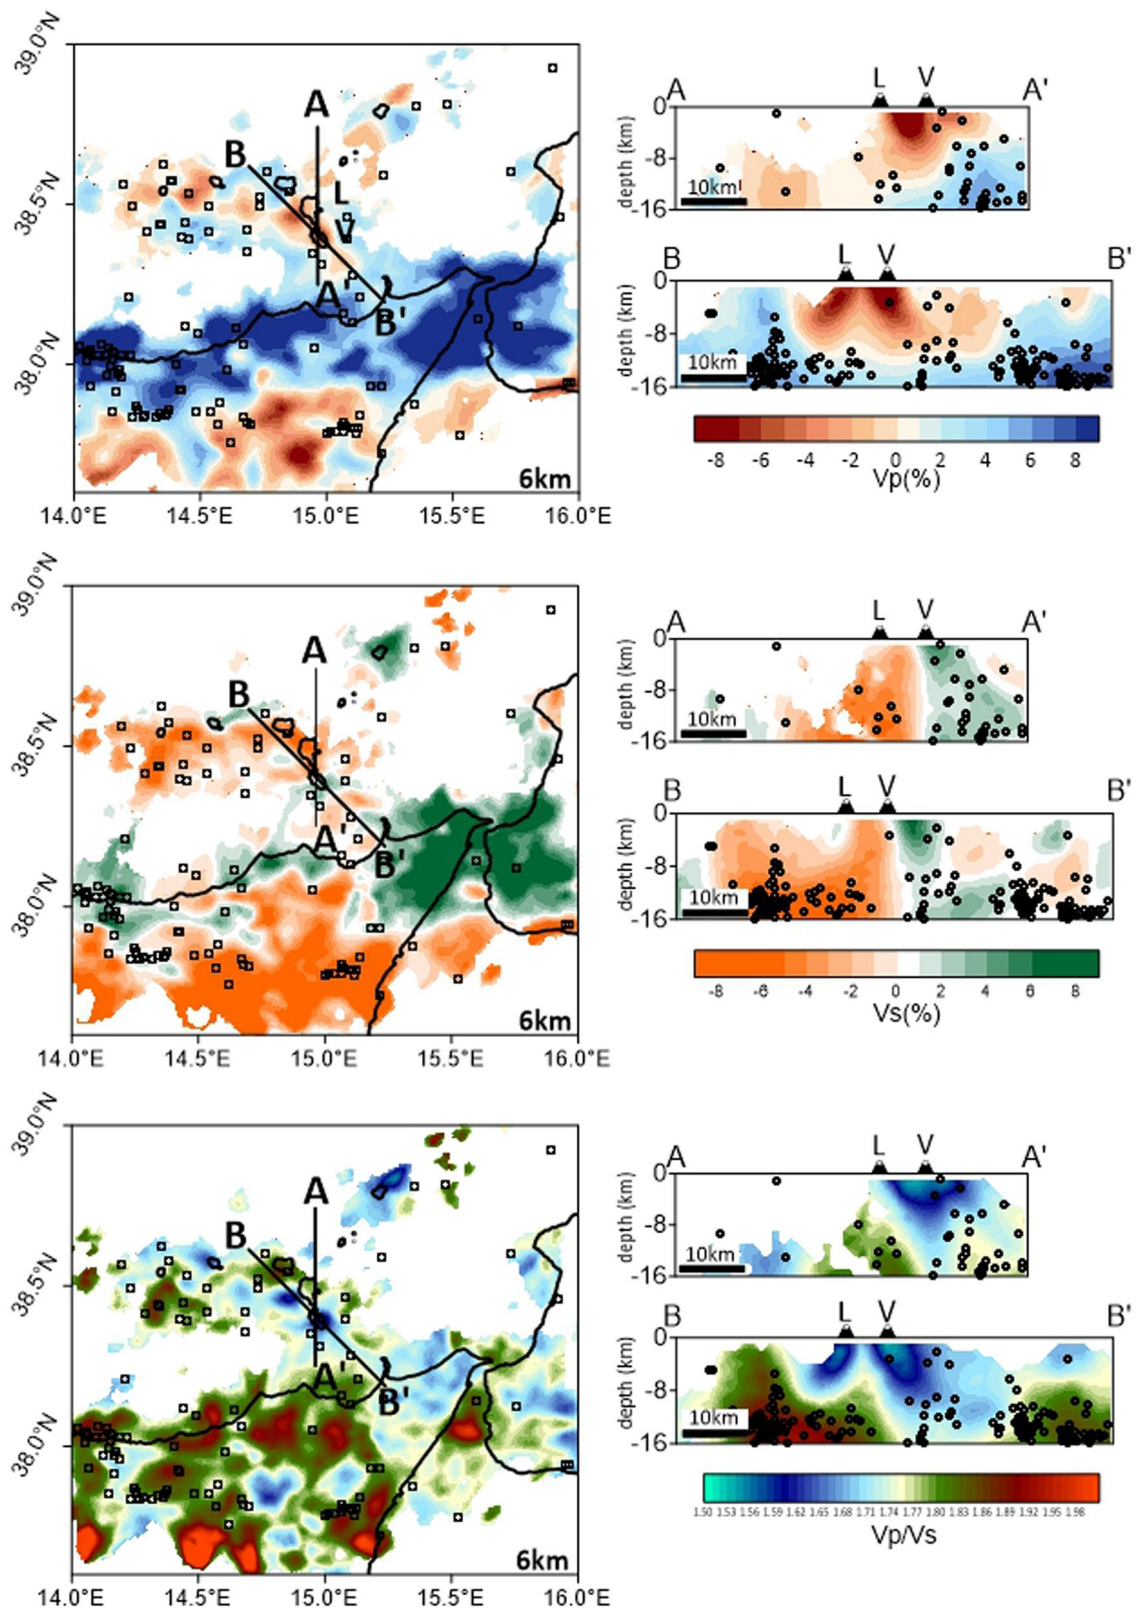 39.0°N
38.5°N
38.0°N
A
B
L
V
A'
B'
6km
14.0°E 14.5°E 15.0°E 15.5°E 16.0°E
A L V A'
0
-8
-16
depth (km)
10km
B L V B'
0
-8
-16
depth (km)
10km
-8 -6 -4 -2 0 2 4 6 8
Vp(%)
39.0°N
38.5°N
38.0°N
A
B
A'
B'
6km
14.0°E 14.5°E 15.0°E 15.5°E 16.0°E
A L V A'
0
-8
-16
depth (km)
10km
B L V B'
0
-8
-16
depth (km)
10km
-8 -6 -4 -2 0 2 4 6 8
Vs(%)
39.0°N
38.5°N
38.0°N
A
B
A'
B'
6km
14.0°E 14.5°E 15.0°E 15.5°E 16.0°E
A L V A'
0
-8
-16
depth (km)
10km
B L V B'
0
-8
-16
depth (km)
10km
1.50 1.53 1.56 1.59 1.62 1.65 1.68 1.71 1.74 1.77 1.80 1.83 1.86 1.89 1.92 1.95 1.98
Vp/Vs